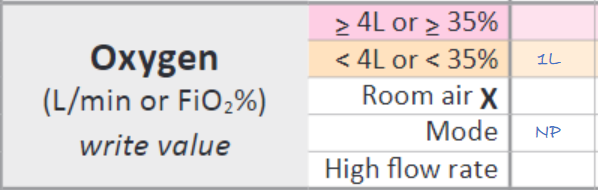 Oxygen
(L/min or FiO₂%)
write value
≥ 4L or ≥ 35%
< 4L or < 35% 1L
Room air X
Mode NP
High flow rate